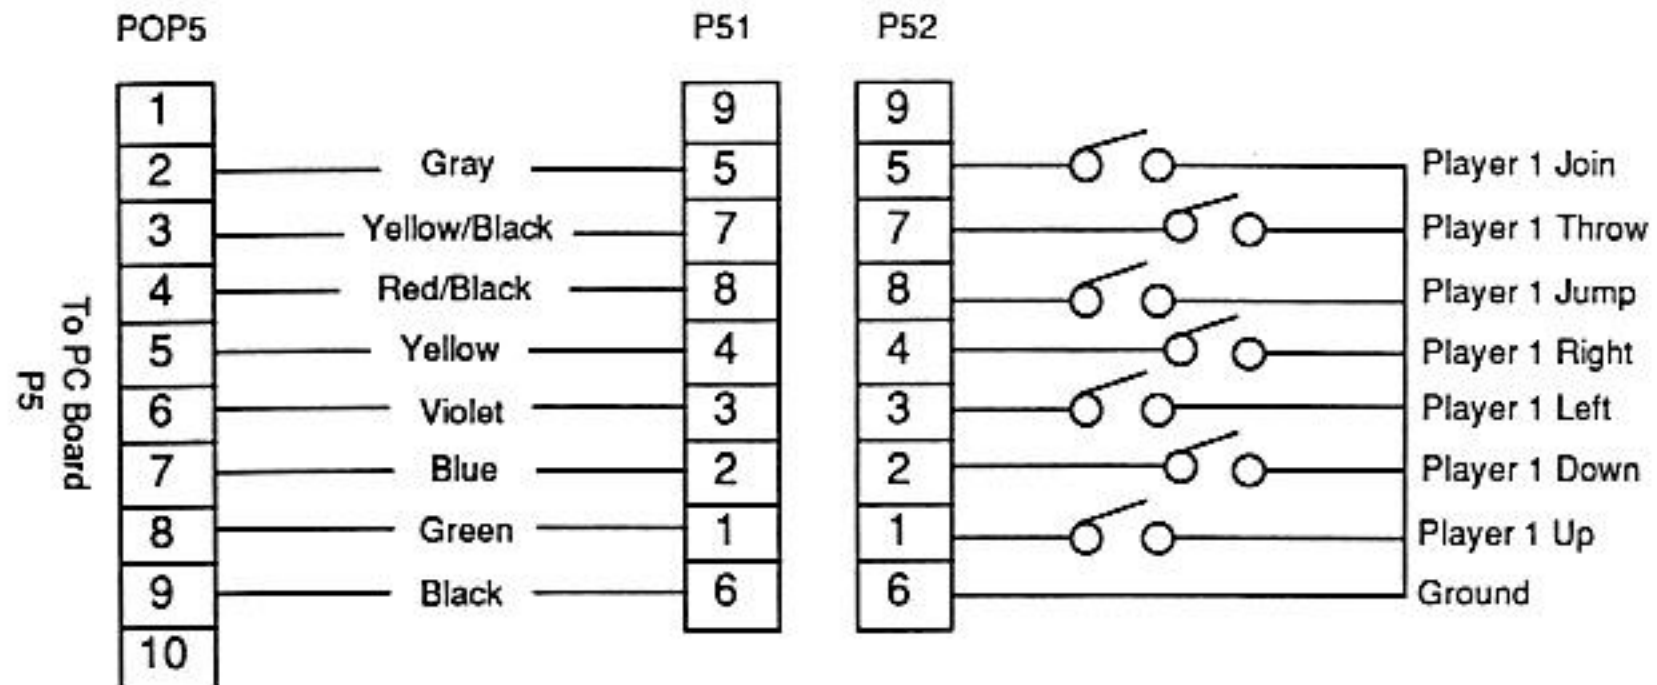 POP5 P51 P52
1 9 9
2 Gray 5 5 Player 1 Join
3 Yellow/Black 7 7 Player 1 Throw
4 Red/Black 8 8 Player 1 Jump
5 Yellow 4 4 Player 1 Right
6 Violet 3 3 Player 1 Left
7 Blue 2 2 Player 1 Down
8 Green 1 1 Player 1 Up
9 Black 6 6 Ground
10
To PC Board
P5